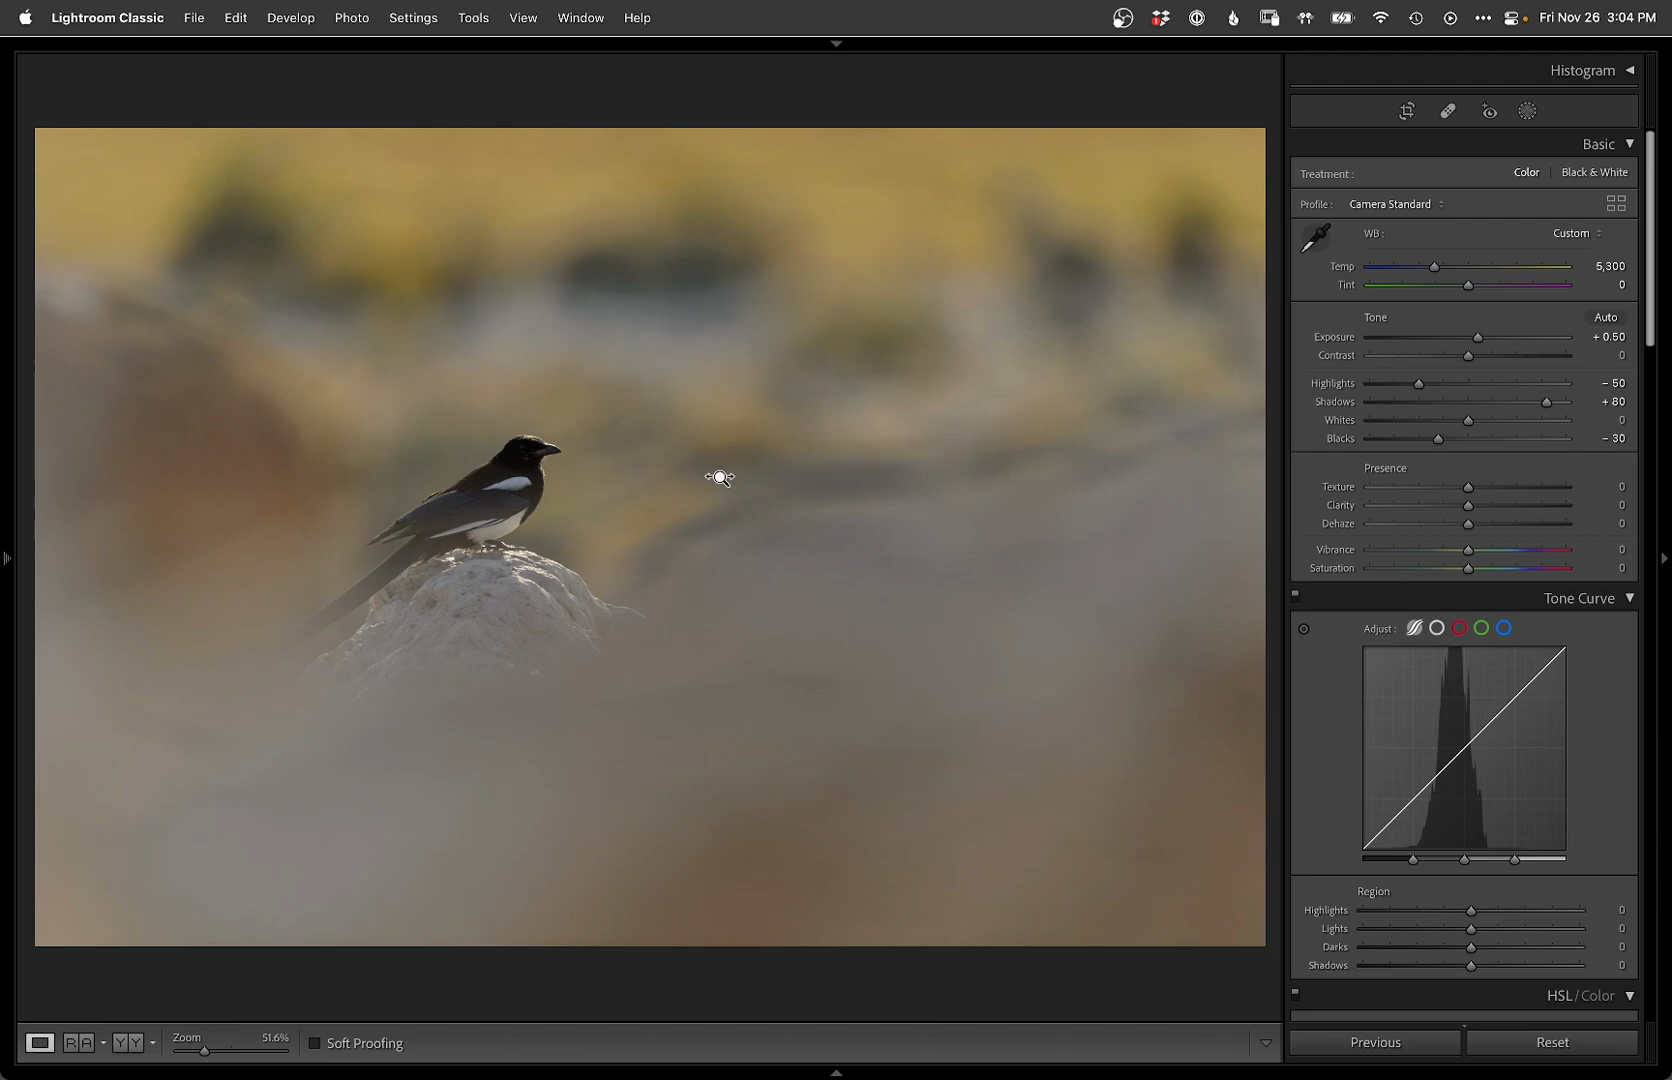 Lightroom Classic File Edit Develop Photo Settings Tools View Window Help Fri Nov 26 3:04 PM
Histogram
Basic
Treatment : Color Black & White
Profile : Camera Standard
WB : Custom
Temp 5,300
Tint 0
Tone Auto
Exposure + 0.50
Contrast 0
Highlights – 50
Shadows + 80
Whites 0
Blacks – 30
Presence
Texture 0
Clarity 0
Dehaze 0
Vibrance 0
Saturation 0
Tone Curve
Adjust :
Region
Highlights 0
Lights 0
Darks 0
Shadows 0
HSL / Color
R A Y Y Zoom 51.6% Soft Proofing Previous Reset